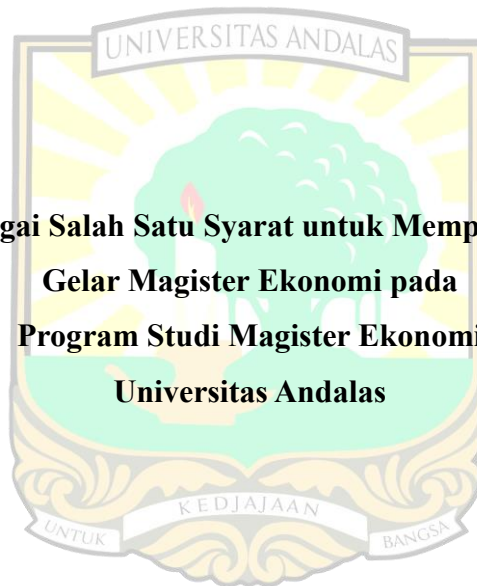 UNIVERSITAS ANDALAS
gai Salah Satu Syarat untuk Memp
Gelar Magister Ekonomi pada
Program Studi Magister Ekonomi
Universitas Andalas
UNTUK KEDJAJAAN BANGSA